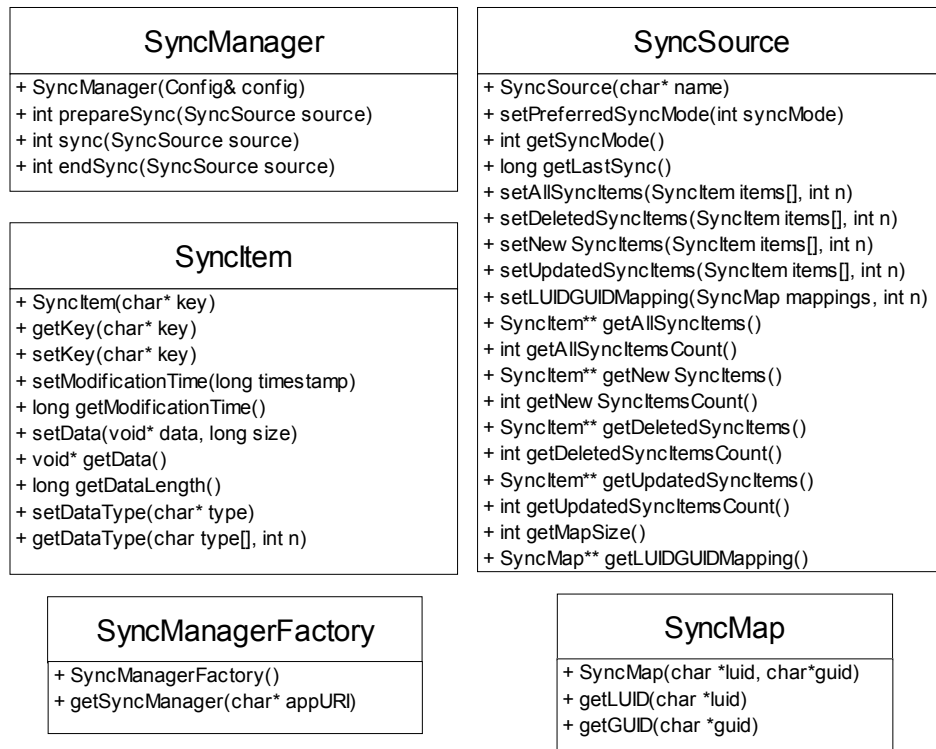 SyncManager
+ SyncManager(Config& config)
+ int prepareSync(SyncSource source)
+ int sync(SyncSource source)
+ int endSync(SyncSource source)
SyncItem
+ SyncItem(char* key)
+ getKey(char* key)
+ setKey(char* key)
+ setModificationTime(long timestamp)
+ long getModificationTime()
+ setData(void* data, long size)
+ void* getData()
+ long getDataLength()
+ setDataType(char* type)
+ getDataType(char type[], int n)
SyncManagerFactory
+ SyncManagerFactory()
+ getSyncManager(char* appURI)
SyncSource
+ SyncSource(char* name)
+ setPreferredSyncMode(int syncMode)
+ int getSyncMode()
+ long getLastSync()
+ setAllSyncItems(SyncItem items[], int n)
+ setDeletedSyncItems(SyncItem items[], int n)
+ setNew SyncItems(SyncItem items[], int n)
+ setUpdatedSyncItems(SyncItem items[], int n)
+ setLUIDGUIDMapping(SyncMap mappings, int n)
+ SyncItem** getAllSyncItems()
+ int getAllSyncItemsCount()
+ SyncItem** getNew SyncItems()
+ int getNew SyncItemsCount()
+ SyncItem** getDeletedSyncItems()
+ int getDeletedSyncItemsCount()
+ SyncItem** getUpdatedSyncItems()
+ int getUpdatedSyncItemsCount()
+ int getMapSize()
+ SyncMap** getLUIDGUIDMapping()
SyncMap
+ SyncMap(char *luid, char*guid)
+ getLUID(char *luid)
+ getGUID(char *guid)